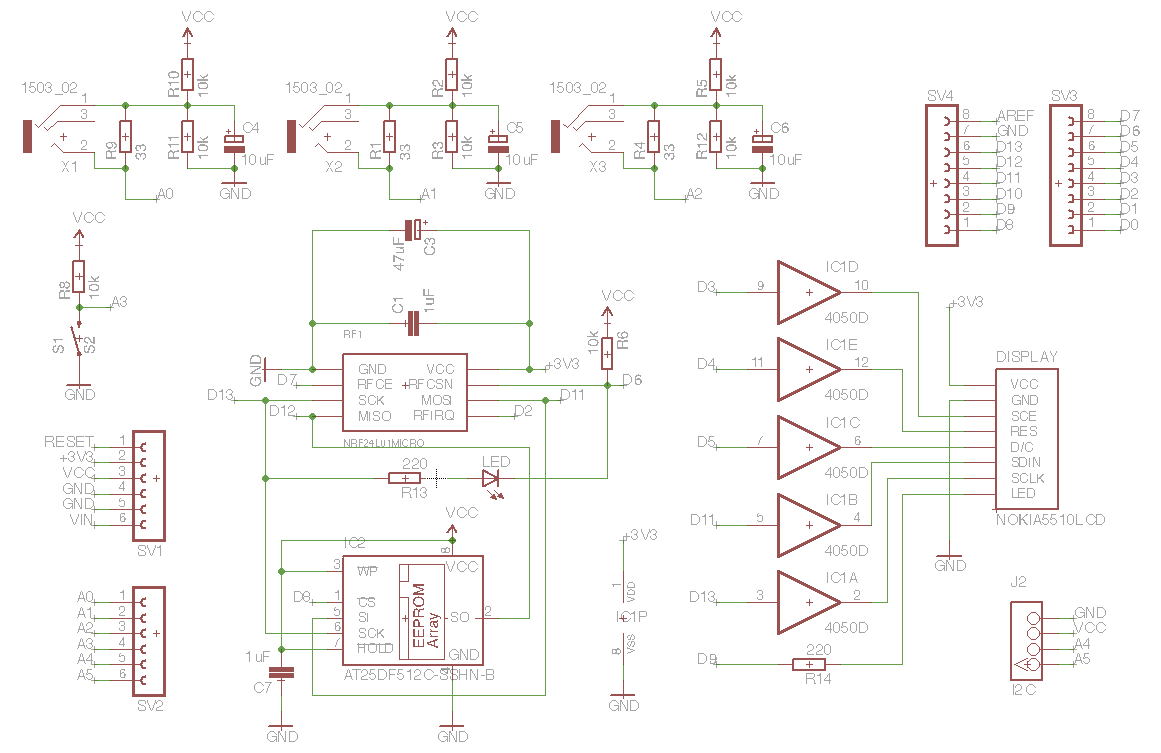 VCC
R10
10k
1503_02
1
3
2
X1
R9
33
R11
10k
C4
10uF
A0
GND
VCC
R2
10k
1503_02
1
3
2
X2
R1
33
R3
10k
C5
10uF
A1
GND
VCC
R5
10k
1503_02
1
3
2
X3
R4
33
R12
10k
C6
10uF
A2
GND
SV4
8 AREF
7 GND
6 D13
5 D12
4 D11
3 D10
2 D9
1 D8
SV3
8 D7
7 D6
6 D5
5 D4
4 D3
3 D2
2 D1
1 D0
VCC
R8
10k
A3
S1
S2
GND
47uF
C3
C1
1uF
RF1
GND
GND VCC
+3V3
D7
RFCE RFCSN
D6
D13
SCK MOSI
D11
D12
MISO RFIRQ
D2
NRF24LU1MICRO
VCC
10k
R6
220
R13
LED
RESET 1
+3V3 2
VCC 3
GND 4
GND 5
VIN 6
SV1
A0 1
A1 2
A2 3
A3 4
A4 5
A5 6
SV2
VCC
IC2
8
VCC
3 WP
D8
1 CS
5 SI
6 SCK
7 HOLD
EEPROM
Array
SO 2
GND
4
AT25DF512C-SSHN-B
1uF
C7
GND
GND
+3V3
1
VDD
IC1P
VSS
8
GND
IC1D
D3 9 10
4050D
IC1E
D4 11 12
4050D
IC1C
D5 7 6
4050D
IC1B
D11 5 4
4050D
IC1A
D13 3 2
4050D
D9
220
R14
+3V3
DISPLAY
VCC
GND
SCE
RES
D/C
SDIN
SCLK
LED
NOKIA5510LCD
GND
J2
GND
VCC
A4
A5
I2C